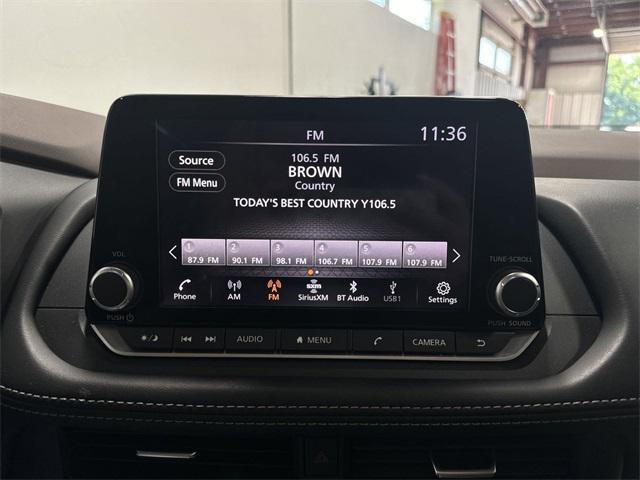 FM
11:36
Source
106.5 FM
BROWN
FM Menu
Country
TODAY'S BEST COUNTRY Y106.5
1 2 3 4 5 6
87.9 FM 90.1 FM 98.1 FM 106.7 FM 107.9 FM 107.9 FM
VOL
TUNE·SCROLL
sxm
Phone AM FM SiriusXM BT Audio USB1 Settings
PUSH
PUSH SOUND
AUDIO MENU CAMERA